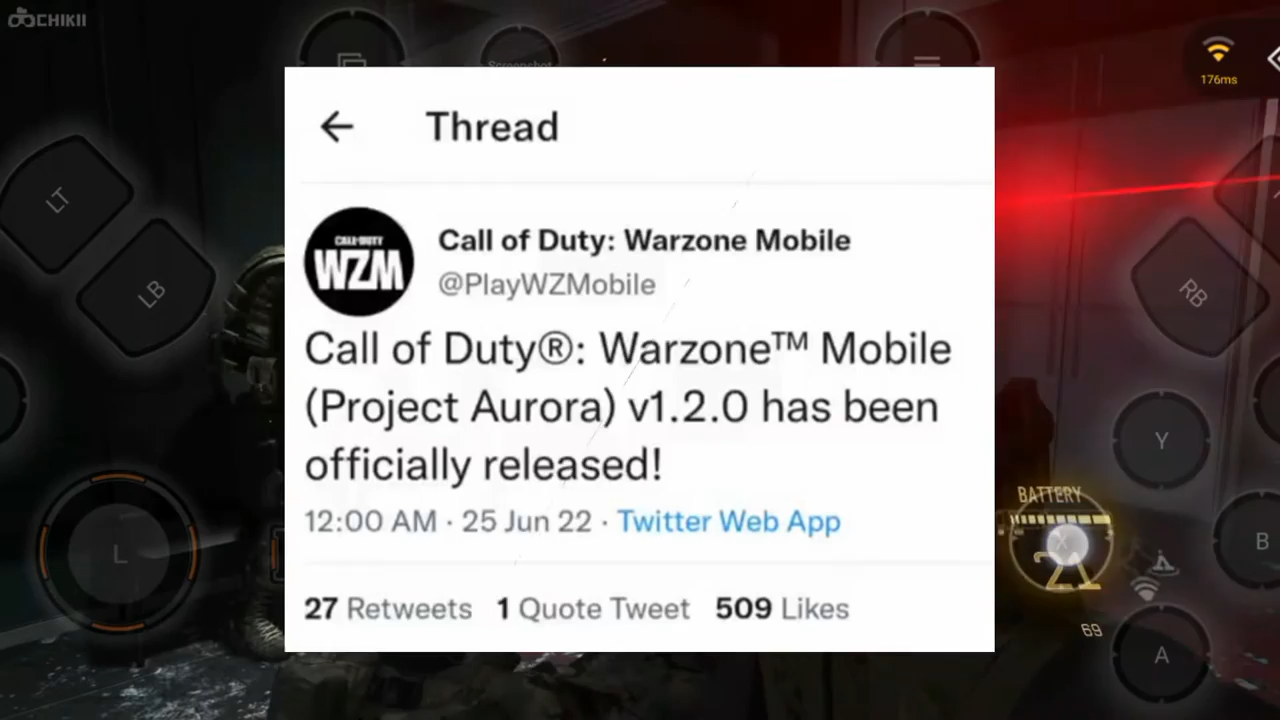 CHIKII
Screenshot
176ms
LT
LB
RB
Y
B
A
L
X
BATTERY
21
69
Thread
CALL OF DUTY
WZM
Call of Duty: Warzone Mobile
@PlayWZMobile
Call of Duty®: Warzone™ Mobile
(Project Aurora) v1.2.0 has been
officially released!
12:00 AM · 25 Jun 22 · Twitter Web App
27 Retweets 1 Quote Tweet 509 Likes